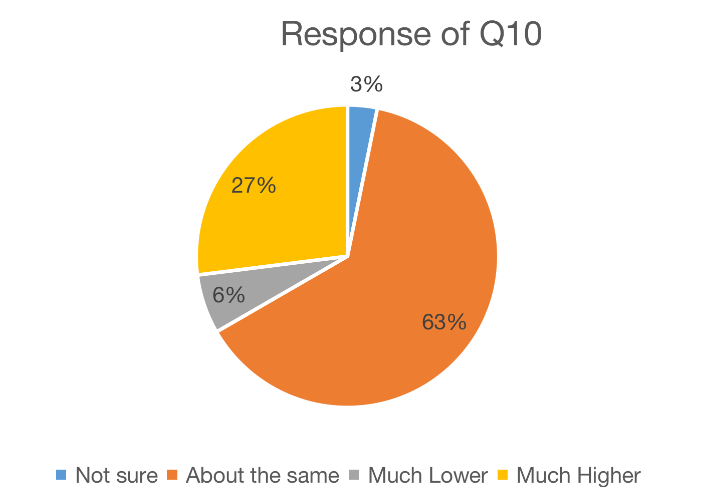 Response of Q10
3%
27%
6%
63%
Not sure About the same Much Lower Much Higher